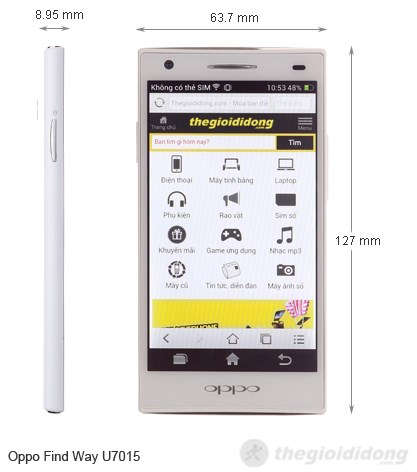 8.95 mm
63.7 mm
Không có thẻ SIM
10:53 48%
Thegioididong.com - Mua bán thế
thegioididong
.com
Trang chủ
Menu
Bạn tìm gì hôm nay?
Tìm
Điện thoại
Máy tính bảng
Laptop
Phụ kiện
Rao vặt
Sim số
Khuyến mãi
Game ứng dụng
Nhạc mp3
Máy cũ
Tin tức, diễn đàn
Máy ảnh số
127 mm
oppo
Oppo Find Way U7015
thegioididong
.com